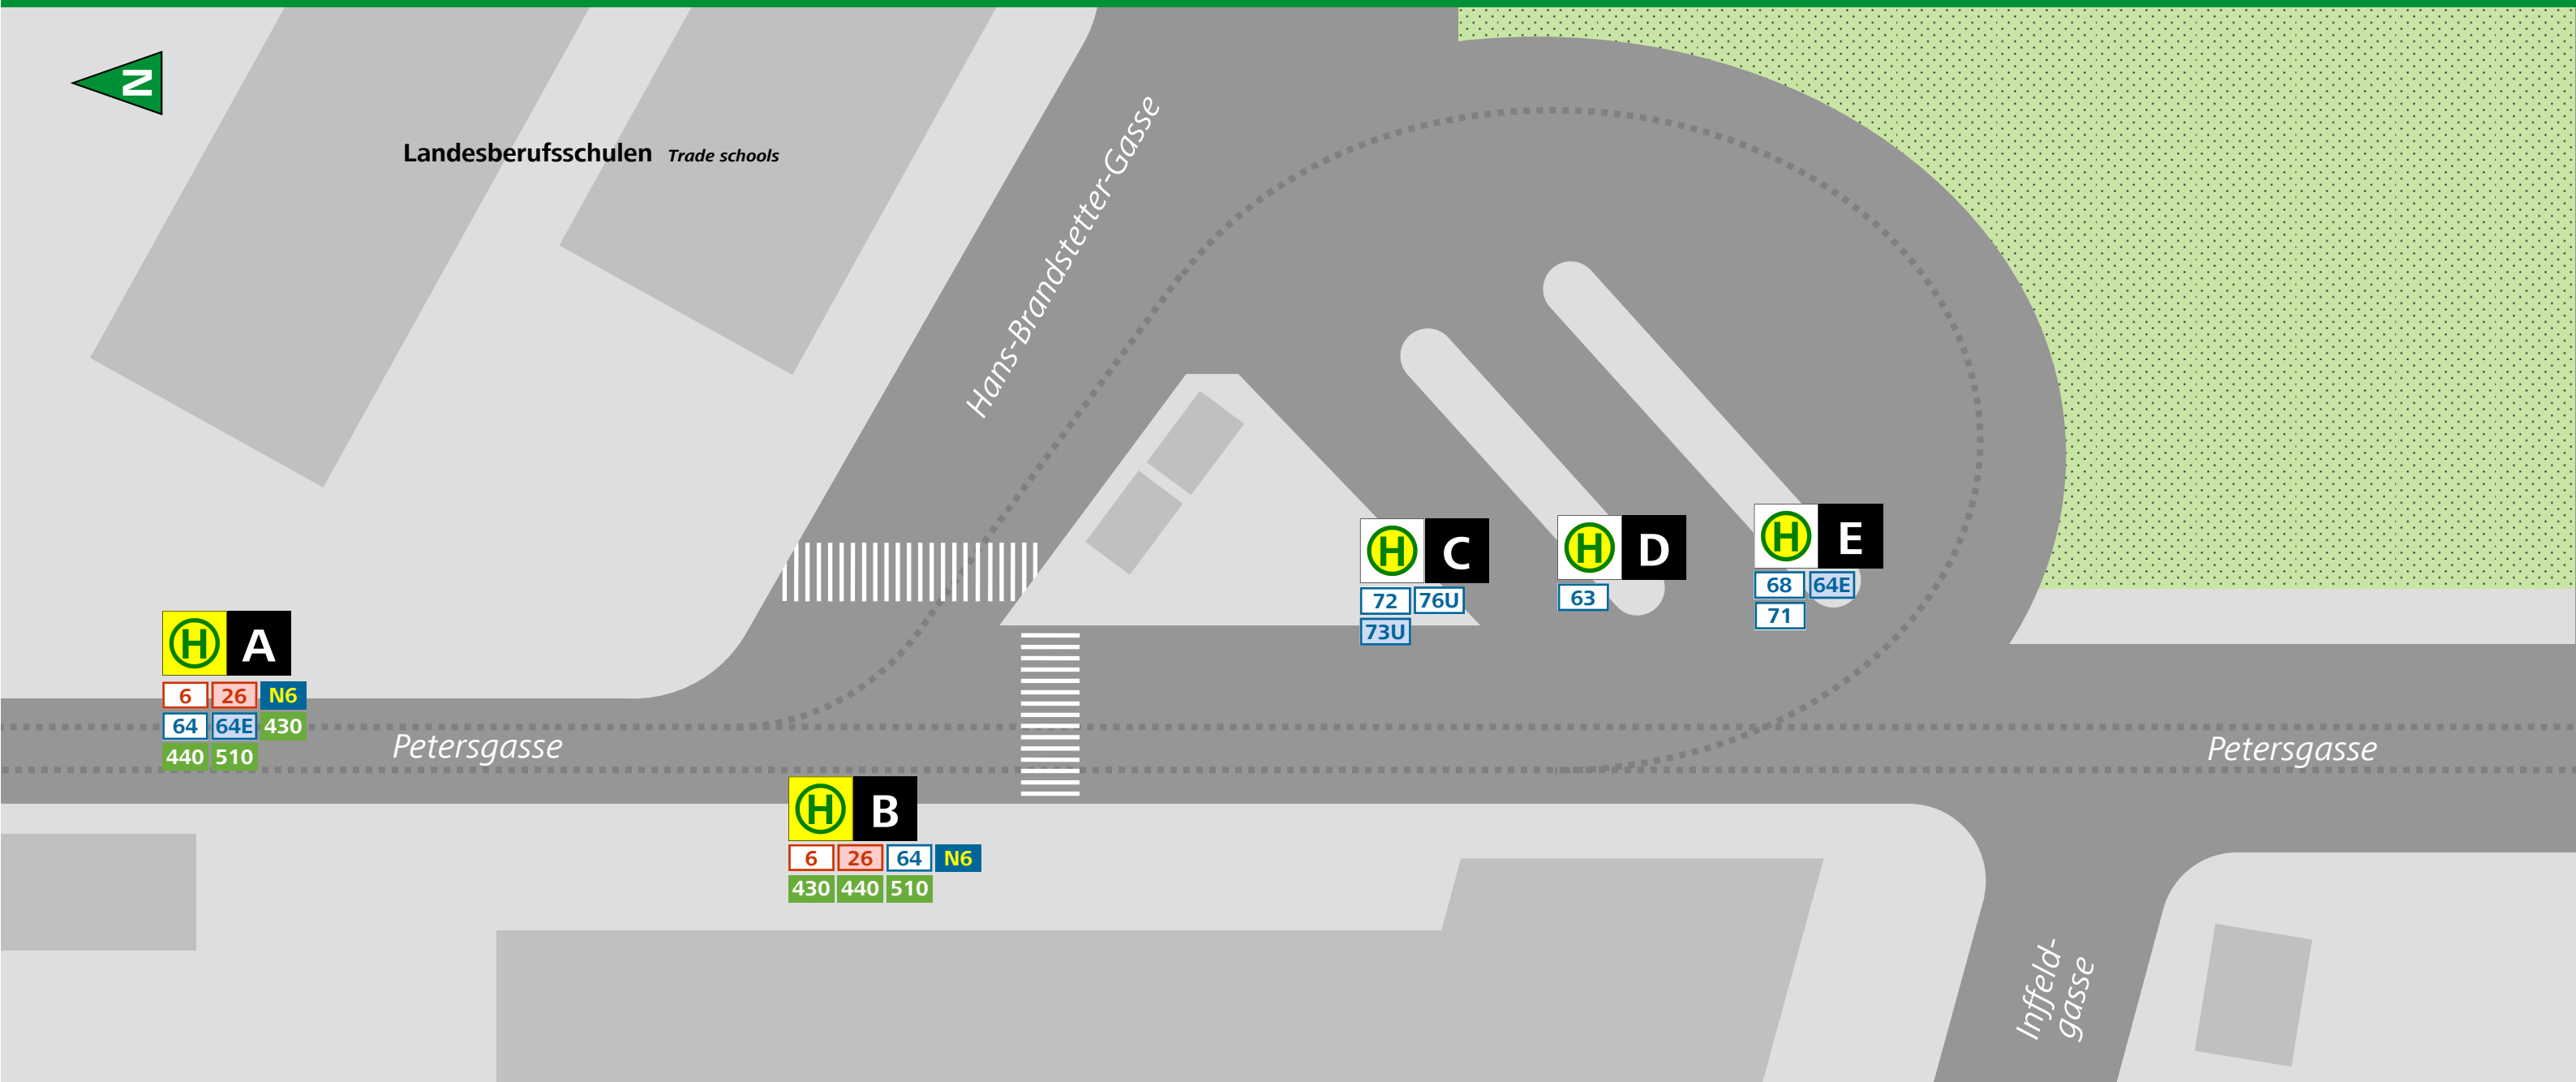 N
Landesberufsschulen Trade schools
Hans-Brandstetter-Gasse
H A
6 26 N6
64 64E 430
440 510
Petersgasse
H B
6 26 64 N6
430 440 510
H C
72 76U
73U
H D
63
H E
68 64E
71
Petersgasse
Inffeld-
gasse